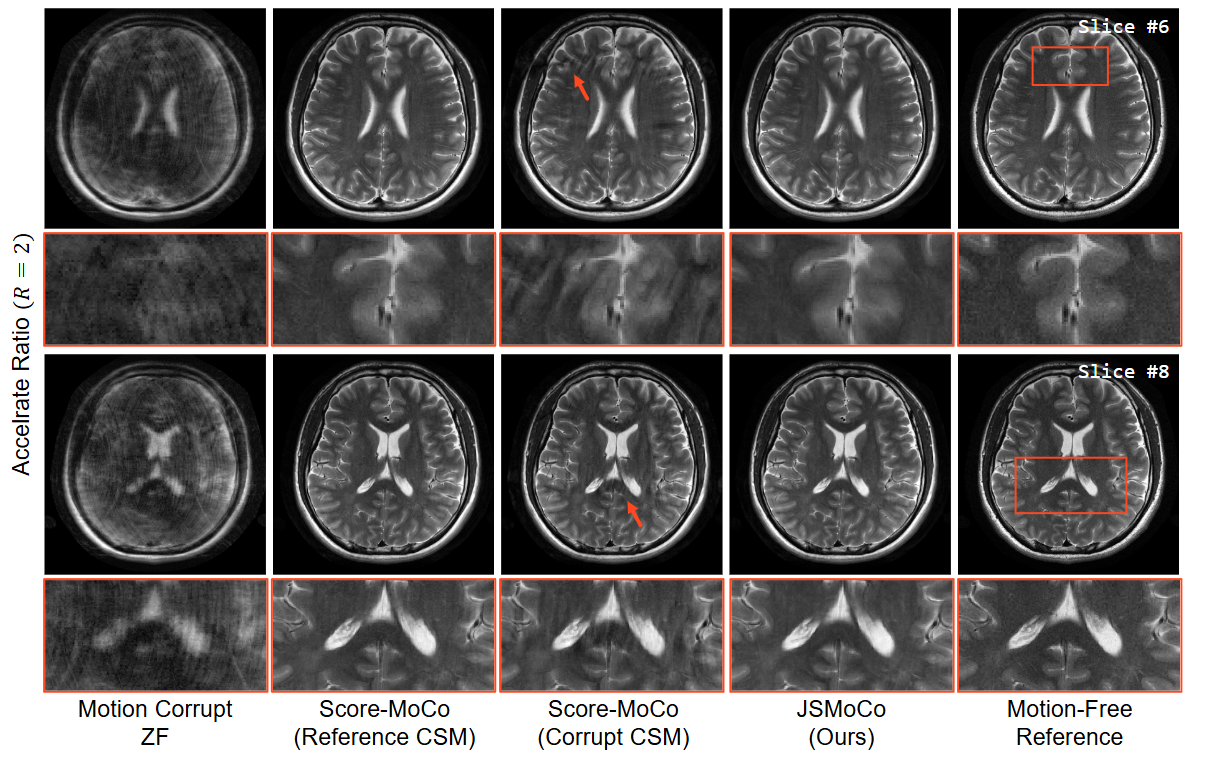 Slice #6
Accelrate Ratio (R = 2)
Slice #8
Motion Corrupt
ZF
Score-MoCo
(Reference CSM)
Score-MoCo
(Corrupt CSM)
JSMoCo
(Ours)
Motion-Free
Reference